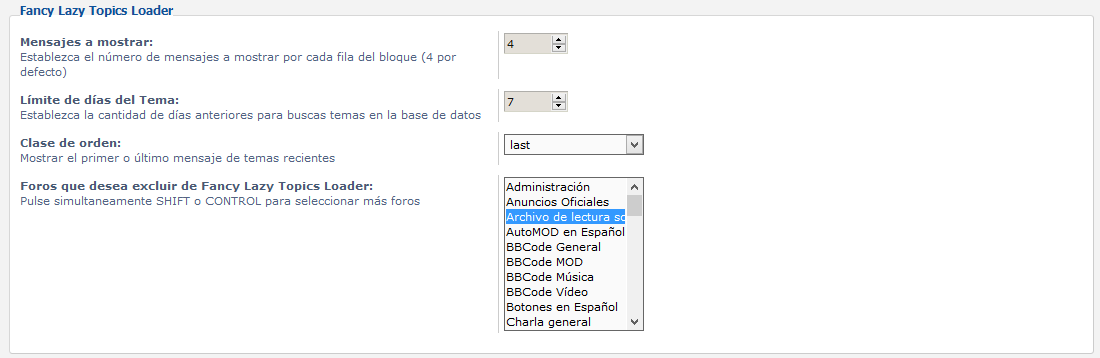 Fancy Lazy Topics Loader
Mensajes a mostrar:
Establezca el número de mensajes a mostrar por cada fila del bloque (4 por
defecto)
4
Límite de días del Tema:
Establezca la cantidad de días anteriores para buscas temas en la base de datos
7
Clase de orden:
Mostrar el primer o último mensaje de temas recientes
last
Foros que desea excluir de Fancy Lazy Topics Loader:
Pulse simultaneamente SHIFT o CONTROL para seleccionar más foros
Administración
Anuncios Oficiales
Archivo de lectura so
AutoMOD en Español
BBCode General
BBCode MOD
BBCode Música
BBCode Vídeo
Botones en Español
Charla general